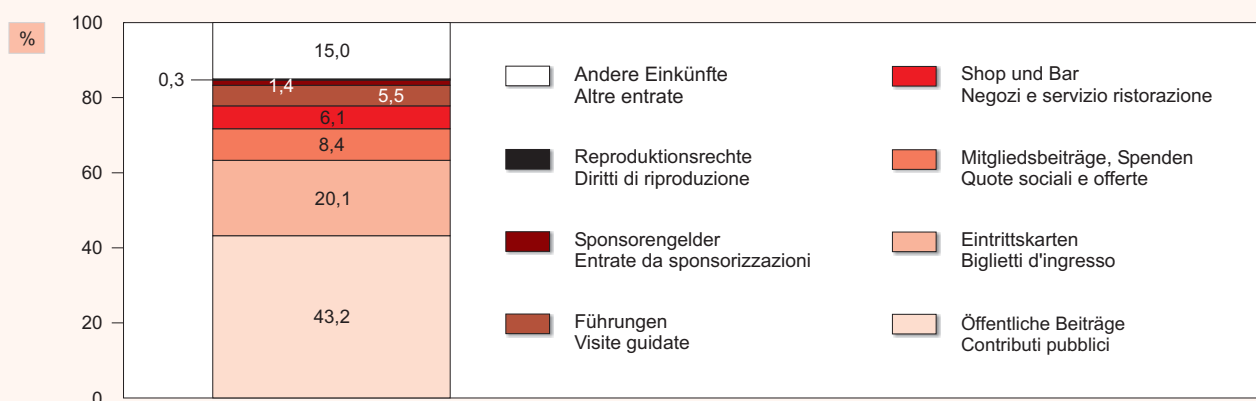 %
100
80
60
40
20
0
15,0
0,3
1,4
5,5
6,1
8,4
20,1
43,2
Andere Einkünfte
Altre entrate
Reproduktionsrechte
Diritti di riproduzione
Sponsorengelder
Entrate da sponsorizzazioni
Führungen
Visite guidate
Shop und Bar
Negozi e servizio ristorazione
Mitgliedsbeiträge, Spenden
Quote sociali e offerte
Eintrittskarten
Biglietti d'ingresso
Öffentliche Beiträge
Contributi pubblici